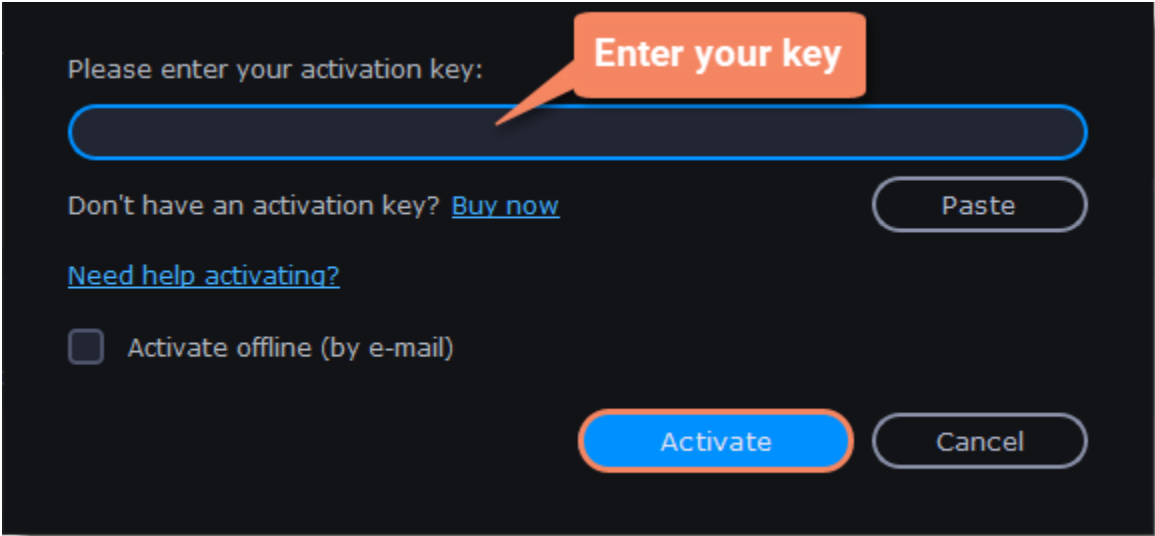 Enter your key
Please enter your activation key:
Don't have an activation key? Buy now
Paste
Need help activating?
Activate offline (by e-mail)
Activate
Cancel